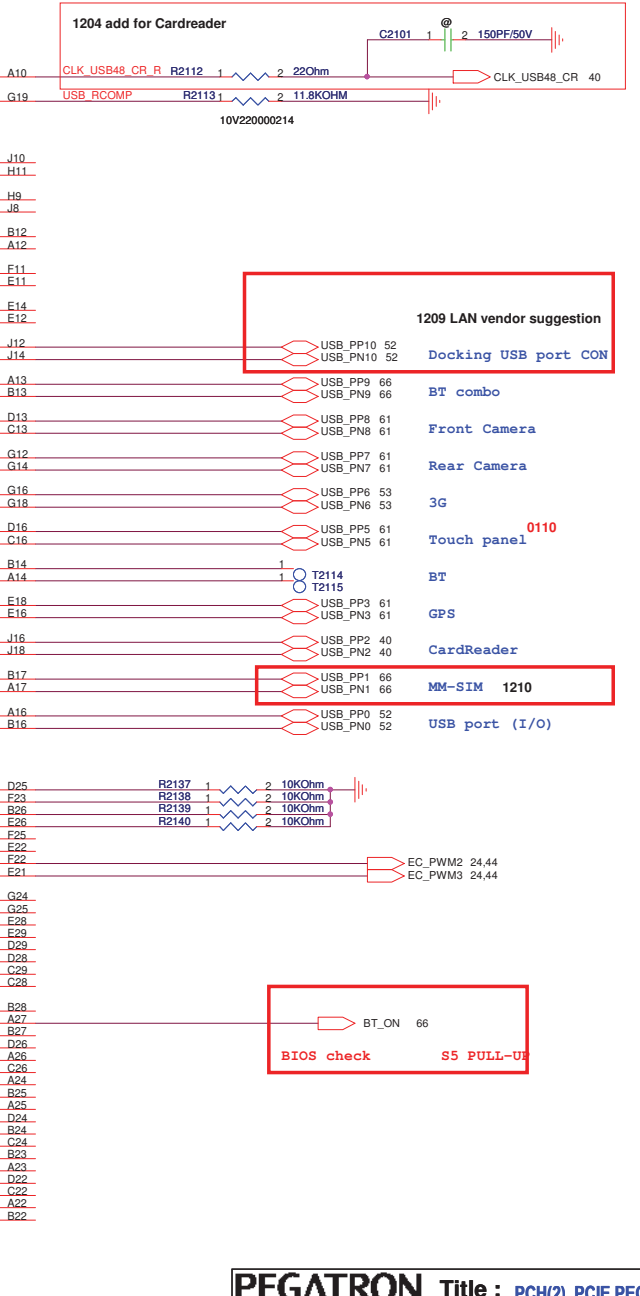 1204 add for Cardreader
@
C2101 1 2 150PF/50V
A10 CLK_USB48_CR_R R2112 1 2 22Ohm CLK_USB48_CR 40
G19 USB_RCOMP R2113 1 2 11.8KOHM
10V220000214
J10
H11
H9
J8
B12
A12
F11
E11
E14
E12
1209 LAN vendor suggestion
J12 USB_PP10 52
J14 USB_PN10 52
Docking USB port CON
A13 USB_PP9 66
B13 USB_PN9 66
BT combo
D13 USB_PP8 61
C13 USB_PN8 61
Front Camera
G12 USB_PP7 61
G14 USB_PN7 61
Rear Camera
G16 USB_PP6 53
G18 USB_PN6 53
3G
D16 USB_PP5 61
C16 USB_PN5 61
Touch panel 0110
B14 1 T2114
A14 1 T2115
BT
E18 USB_PP3 61
E16 USB_PN3 61
GPS
J16 USB_PP2 40
J18 USB_PN2 40
CardReader
B17 USB_PP1 66
A17 USB_PN1 66
MM-SIM 1210
A16 USB_PP0 52
B16 USB_PN0 52
USB port (I/O)
D25 R2137 1 2 10KOhm
F23 R2138 1 2 10KOhm
B26 R2139 1 2 10KOhm
E26 R2140 1 2 10KOhm
F25
E22
F22 EC_PWM2 24,44
E21 EC_PWM3 24,44
G24
G25
E28
E29
D29
D28
C29
C28
B28
A27 BT_ON 66
B27
D26
BIOS check S5 PULL-UP
A26
C26
A24
B25
A25
D24
B24
C24
B23
A23
D22
C22
A22
B22
PEGATRON Title : PCH(2)_PCIE,PEG